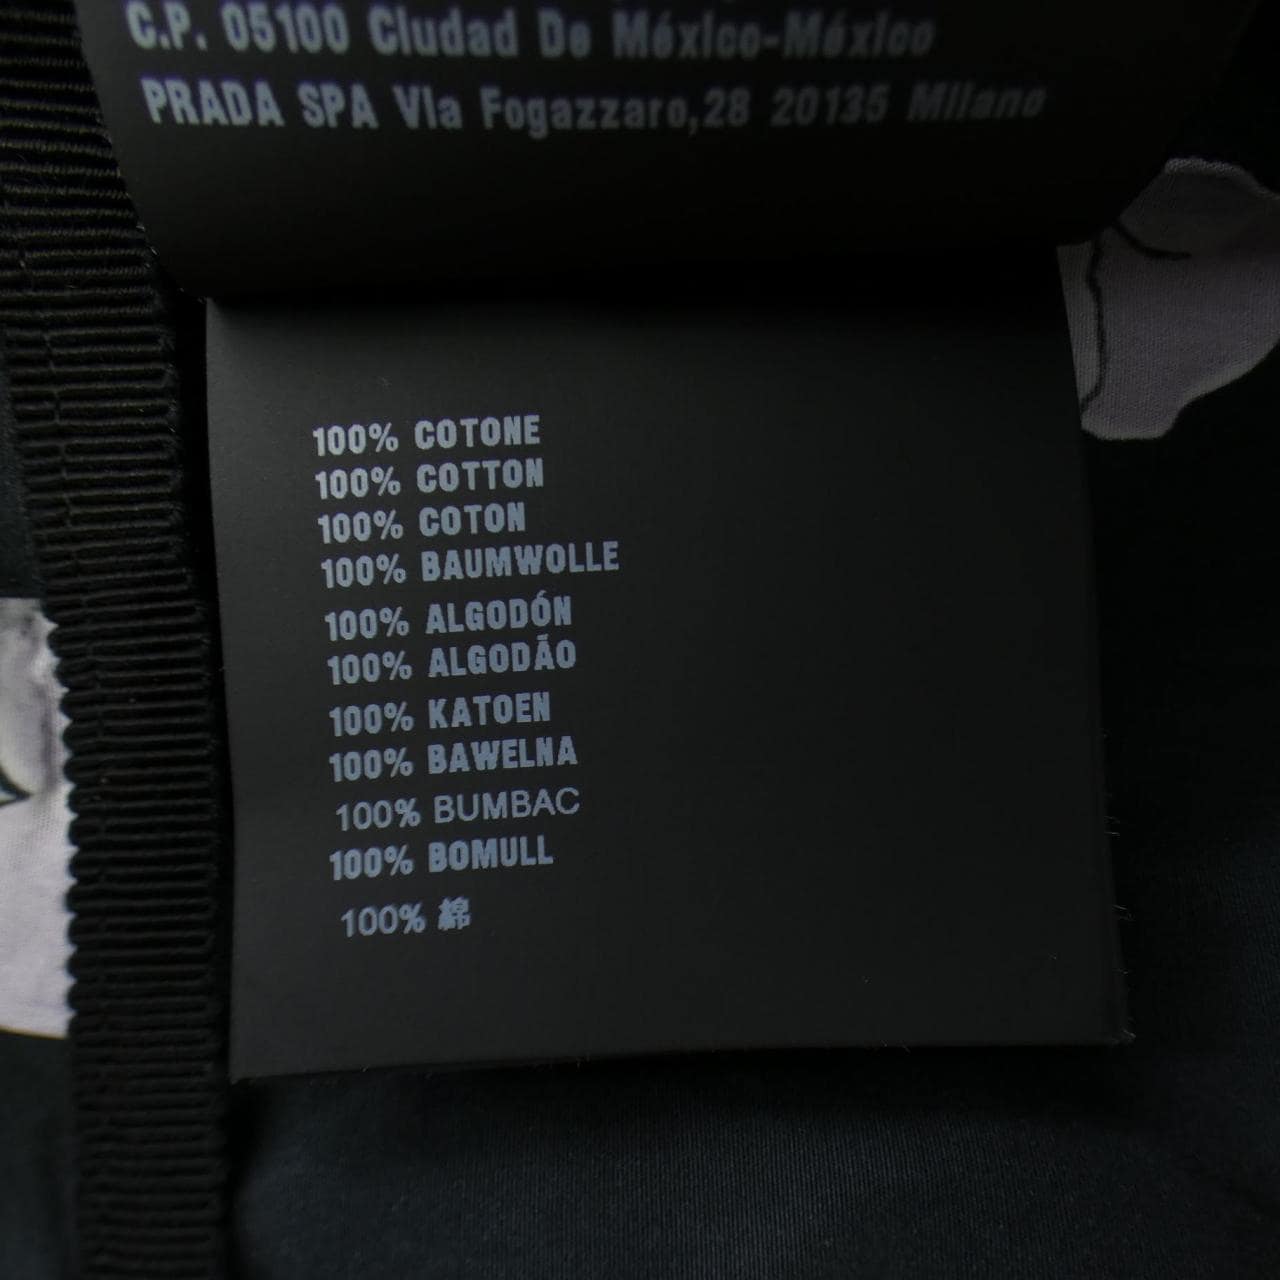 C.P. 05100 Ciudad De México-México
PRADA SPA Via Fogazzaro,28 20135 Milano
100% COTONE
100% COTTON
100% COTON
100% BAUMWOLLE
100% ALGODÓN
100% ALGODÃO
100% KATOEN
100% BAWELNA
100% BUMBAC
100% BOMULL
100% 綿